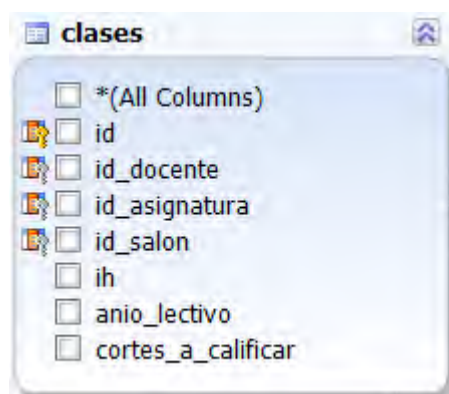 clases
*(All Columns)
id
id_docente
id_asignatura
id_salon
ih
anio_lectivo
cortes_a_calificar